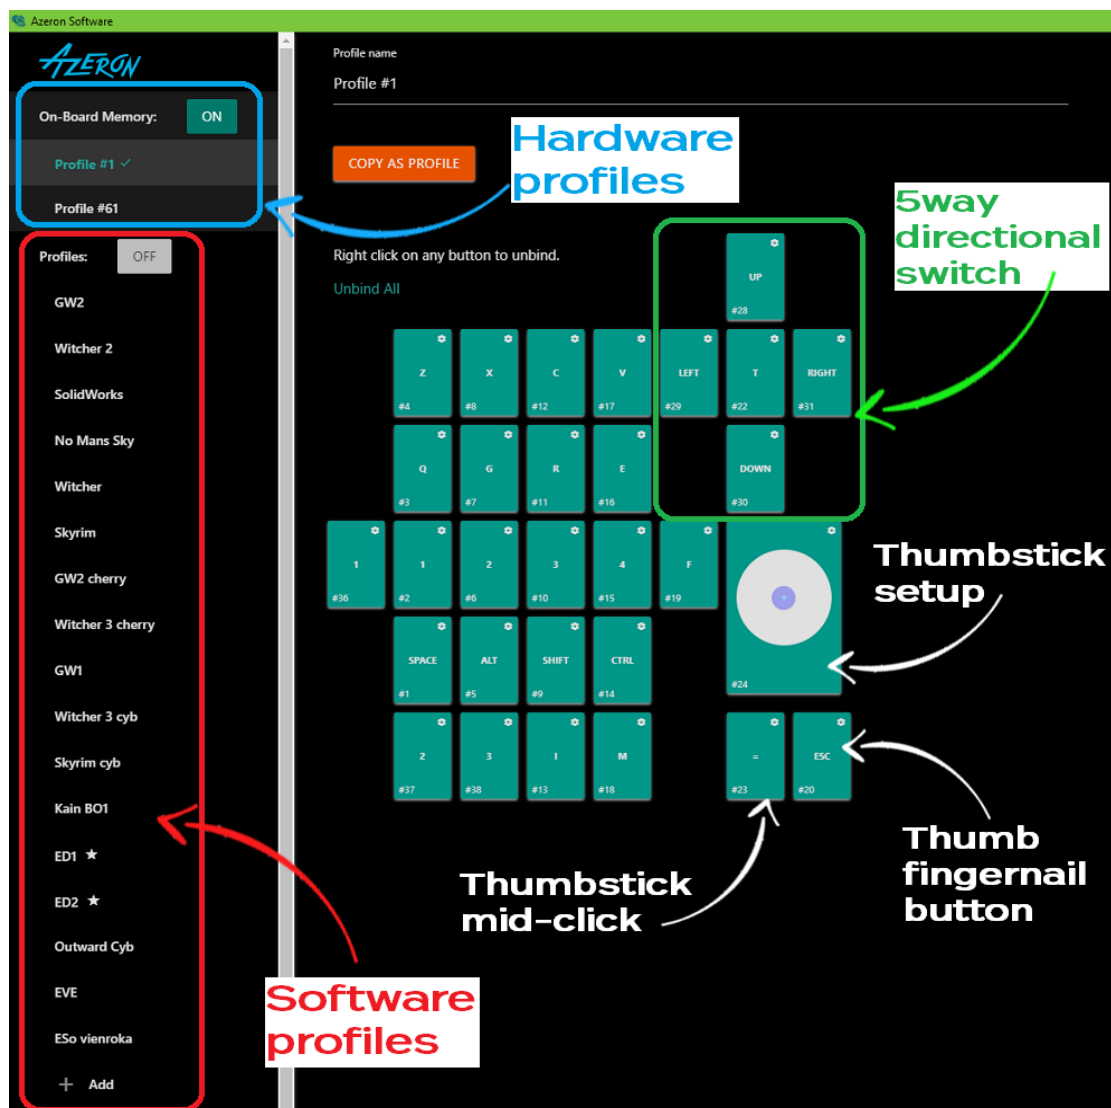 Azeron Software
AZERON
On-Board Memory:
ON
Profile #1
Profile #61
Profiles:
OFF
GW2
Witcher 2
SolidWorks
No Mans Sky
Witcher
Skyrim
GW2 cherry
Witcher 3 cherry
GW1
Witcher 3 cyb
Skyrim cyb
Kain BO1
ED1 ★
ED2 ★
Outward Cyb
EVE
ESo vienroka
+ Add
Profile name
Profile #1
COPY AS PROFILE
Hardware
profiles
5way
directional
switch
Right click on any button to unbind.
Unbind All
UP
#28
Z
#4
X
#8
C
#12
V
#17
LEFT
#29
T
#22
RIGHT
#31
Q
#3
G
#7
R
#11
E
#16
DOWN
#30
1
#36
1
#2
2
#6
3
#10
4
#15
F
#19
#24
Thumbstick
setup
SPACE
#1
ALT
#5
SHIFT
#9
CTRL
#14
2
#37
3
#38
I
#13
M
#18
=
#23
ESC
#20
Thumbstick
mid-click
Thumb
fingernail
button
Software
profiles